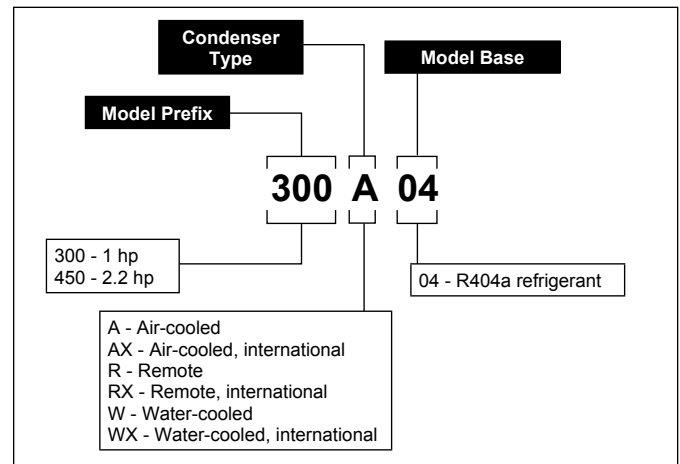 Condenser
Type
Model Base
Model Prefix
300 A 04
300 - 1 hp
450 - 2.2 hp
04 - R404a refrigerant
A - Air-cooled
AX - Air-cooled, international
R - Remote
RX - Remote, international
W - Water-cooled
WX - Water-cooled, international